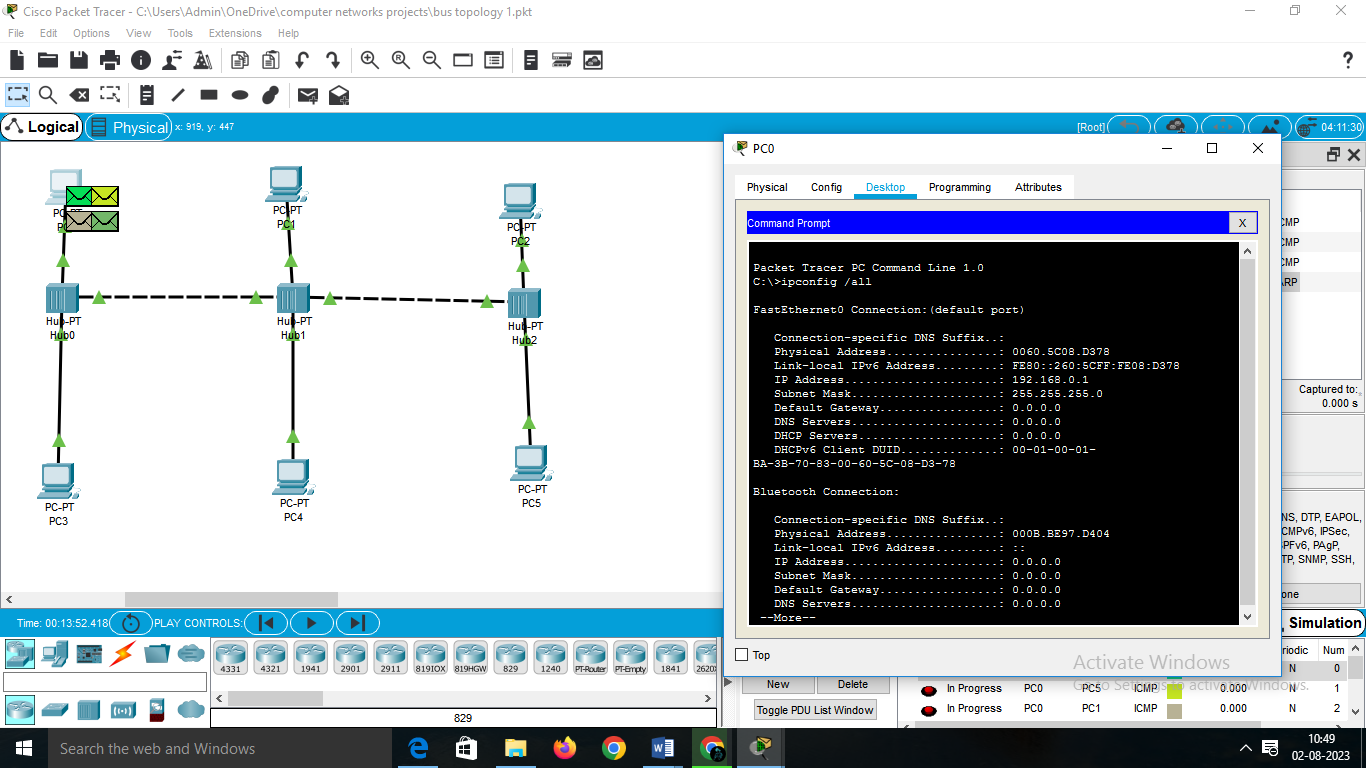 Cisco Packet Tracer - C:\Users\Admin\OneDrive\computer networks projects\bus topology 1.pkt
File Edit Options View Tools Extensions Help
Logical Physical x: 919, y: 447 [Root] 04:11:30
PC0
Physical Config Desktop Programming Attributes
Command Prompt X
Packet Tracer PC Command Line 1.0
C:\>ipconfig /all
FastEthernet0 Connection:(default port)
Connection-specific DNS Suffix..:
Physical Address................: 0060.5C08.D378
Link-local IPv6 Address.........: FE80::260:5CFF:FE08:D378
IP Address......................: 192.168.0.1
Subnet Mask.....................: 255.255.255.0
Default Gateway.................: 0.0.0.0
DNS Servers.....................: 0.0.0.0
DHCP Servers....................: 0.0.0.0
DHCPv6 Client DUID..............: 00-01-00-01-
BA-3B-70-83-00-60-5C-08-D3-78
Bluetooth Connection:
Connection-specific DNS Suffix..:
Physical Address................: 000B.BE97.D404
Link-local IPv6 Address.........: ::
IP Address......................: 0.0.0.0
Subnet Mask.....................: 0.0.0.0
Default Gateway.................: 0.0.0.0
DNS Servers.....................: 0.0.0.0
--More--
Top
PC-PT
PC1
PC-PT
PC2
Hub-PT
Hub0
Hub-PT
Hub1
Hub-PT
Hub2
PC-PT
PC3
PC-PT
PC4
PC-PT
PC5
CMP
CMP
CMP
ARP
Captured to:
0.000 s
NS, DTP, EAPOL,
CMPv6, IPSec,
PFv6, PAgP,
TP, SNMP, SSH,
one
Time: 00:13:52.418 PLAY CONTROLS: Simulation
4331 4321 1941 2901 2911 819IOX 819HGW 829 1240 PT-Router PT-Empty 1841 2620X
829
New Delete
Toggle PDU List Window
riodic Num
N 0
In Progress PC0 PC5 ICMP 0.000 N 1
In Progress PC0 PC1 ICMP 0.000 N 2
Activate Windows
Go to Settings to activate Windows.
Search the web and Windows
10:49
02-08-2023